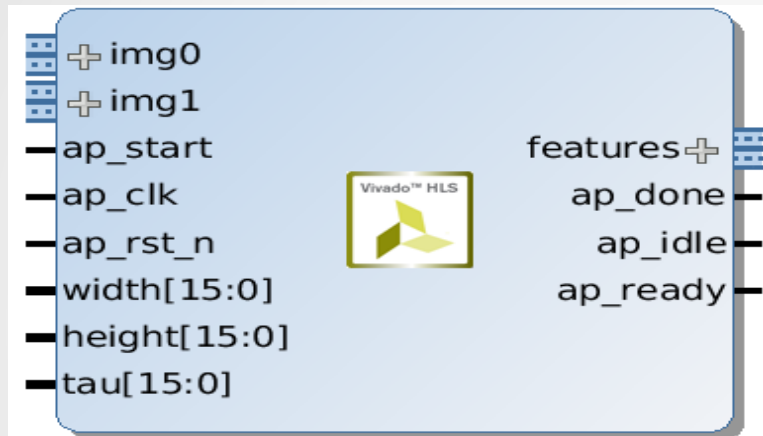 img0
img1
ap_start
ap_clk
ap_rst_n
width[15:0]
height[15:0]
tau[15:0]
Vivado™ HLS
features
ap_done
ap_idle
ap_ready